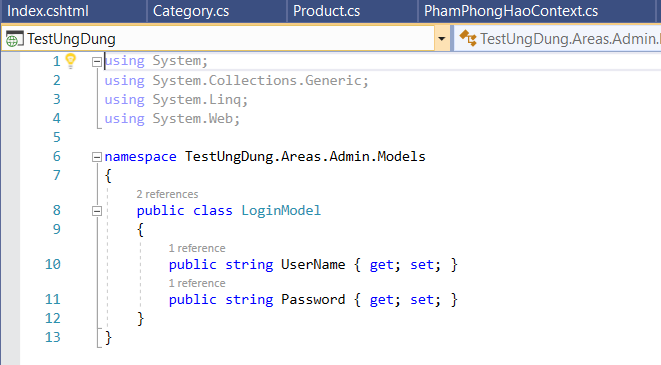 Index.cshtml Category.cs Product.cs PhamPhongHaoContext.cs
TestUngDung TestUngDung.Areas.Admin.
1 using System;
2 using System.Collections.Generic;
3 using System.Linq;
4 using System.Web;
5
6 namespace TestUngDung.Areas.Admin.Models
7 {
2 references
8 public class LoginModel
9 {
1 reference
10 public string UserName { get; set; }
1 reference
11 public string Password { get; set; }
12 }
13 }